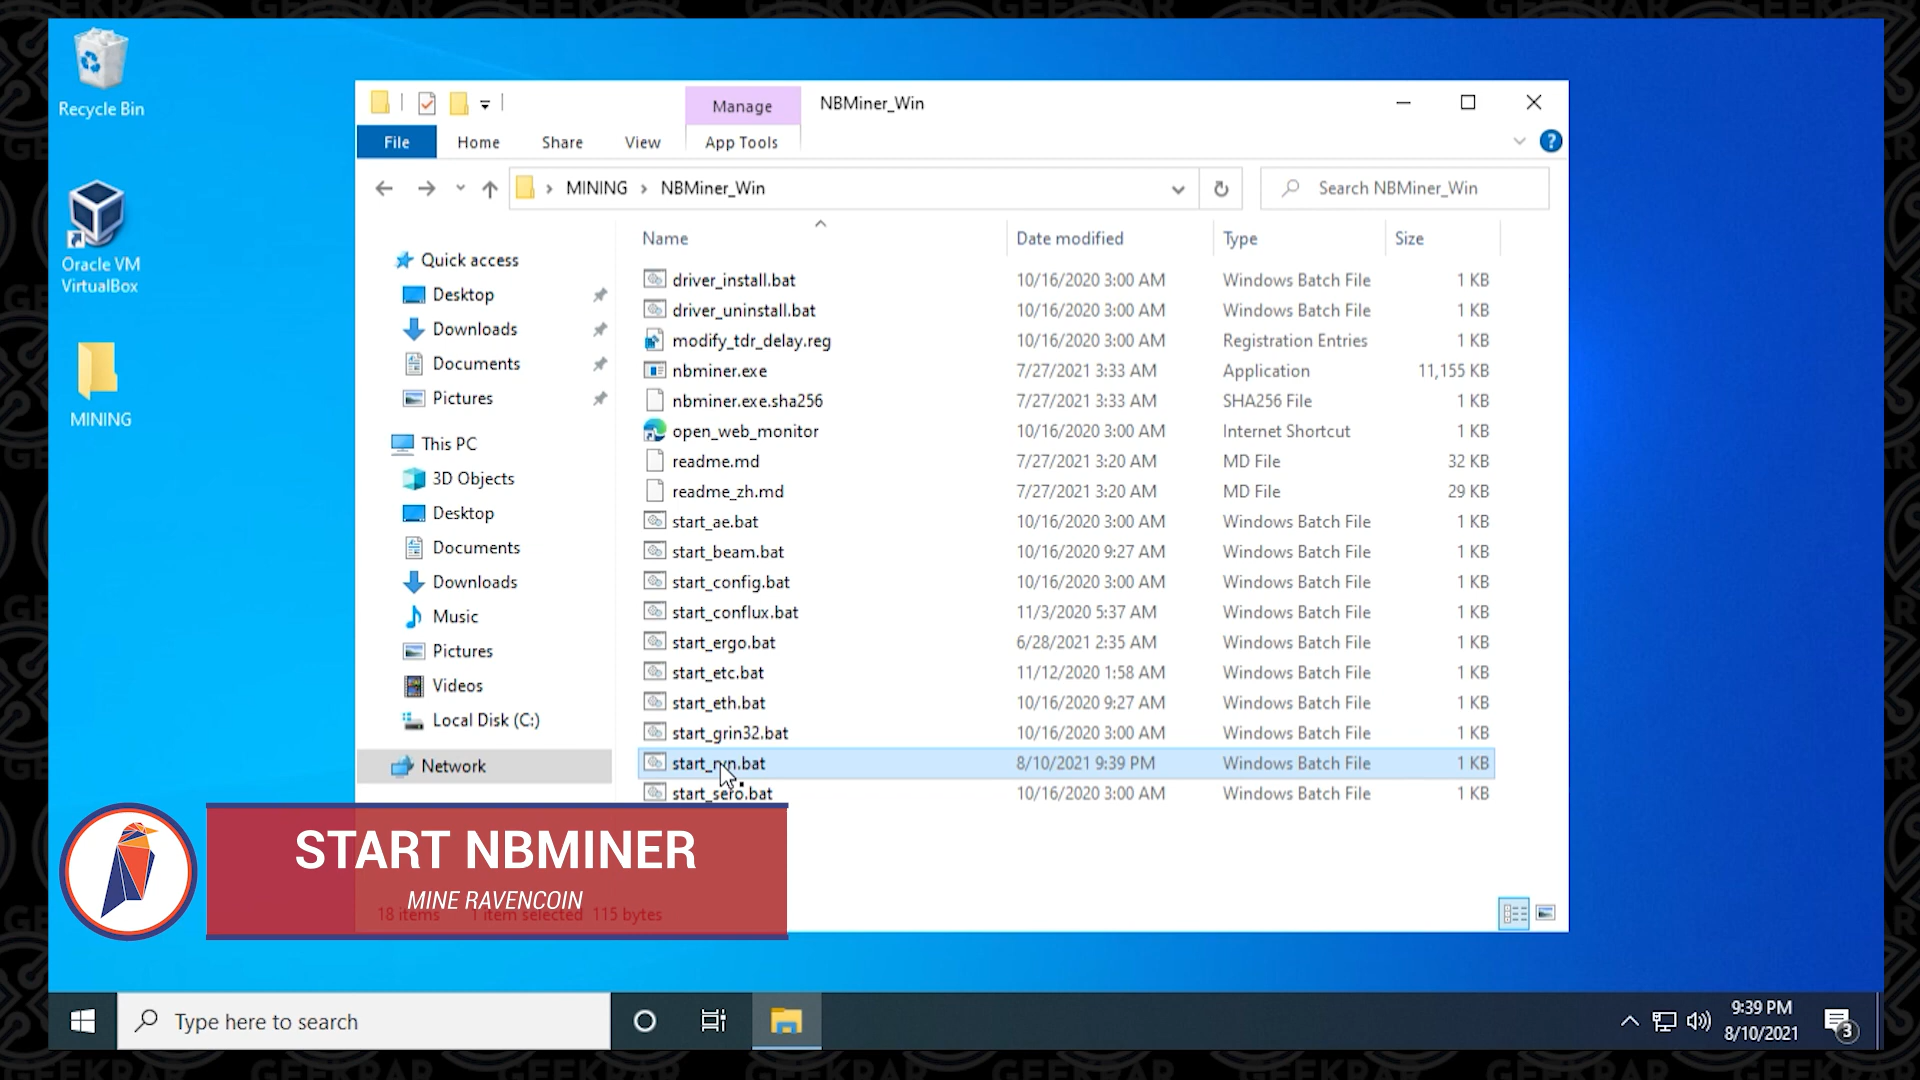 Recycle Bin
Oracle VM
VirtualBox
MINING
Manage
NBMiner_Win
File
Home
Share
View
App Tools
MINING
NBMiner_Win
Search NBMiner_Win
Name
Date modified
Type
Size
Quick access
Desktop
Downloads
Documents
Pictures
This PC
3D Objects
Desktop
Documents
Downloads
Music
Pictures
Videos
Local Disk (C:)
Network
driver_install.bat 10/16/2020 3:00 AM Windows Batch File 1 KB
driver_uninstall.bat 10/16/2020 3:00 AM Windows Batch File 1 KB
modify_tdr_delay.reg 10/16/2020 3:00 AM Registration Entries 1 KB
nbminer.exe 7/27/2021 3:33 AM Application 11,155 KB
nbminer.exe.sha256 7/27/2021 3:33 AM SHA256 File 1 KB
open_web_monitor 10/16/2020 3:00 AM Internet Shortcut 1 KB
readme.md 7/27/2021 3:20 AM MD File 32 KB
readme_zh.md 7/27/2021 3:20 AM MD File 29 KB
start_ae.bat 10/16/2020 3:00 AM Windows Batch File 1 KB
start_beam.bat 10/16/2020 9:27 AM Windows Batch File 1 KB
start_config.bat 10/16/2020 3:00 AM Windows Batch File 1 KB
start_conflux.bat 11/3/2020 5:37 AM Windows Batch File 1 KB
start_ergo.bat 6/28/2021 2:35 AM Windows Batch File 1 KB
start_etc.bat 11/12/2020 1:58 AM Windows Batch File 1 KB
start_eth.bat 10/16/2020 9:27 AM Windows Batch File 1 KB
start_grin32.bat 10/16/2020 3:00 AM Windows Batch File 1 KB
start_rvn.bat 8/10/2021 9:39 PM Windows Batch File 1 KB
start_sero.bat 10/16/2020 3:00 AM Windows Batch File 1 KB
START NBMINER
MINE RAVENCOIN
18 items 1 item selected 115 bytes
Type here to search
9:39 PM
8/10/2021
3